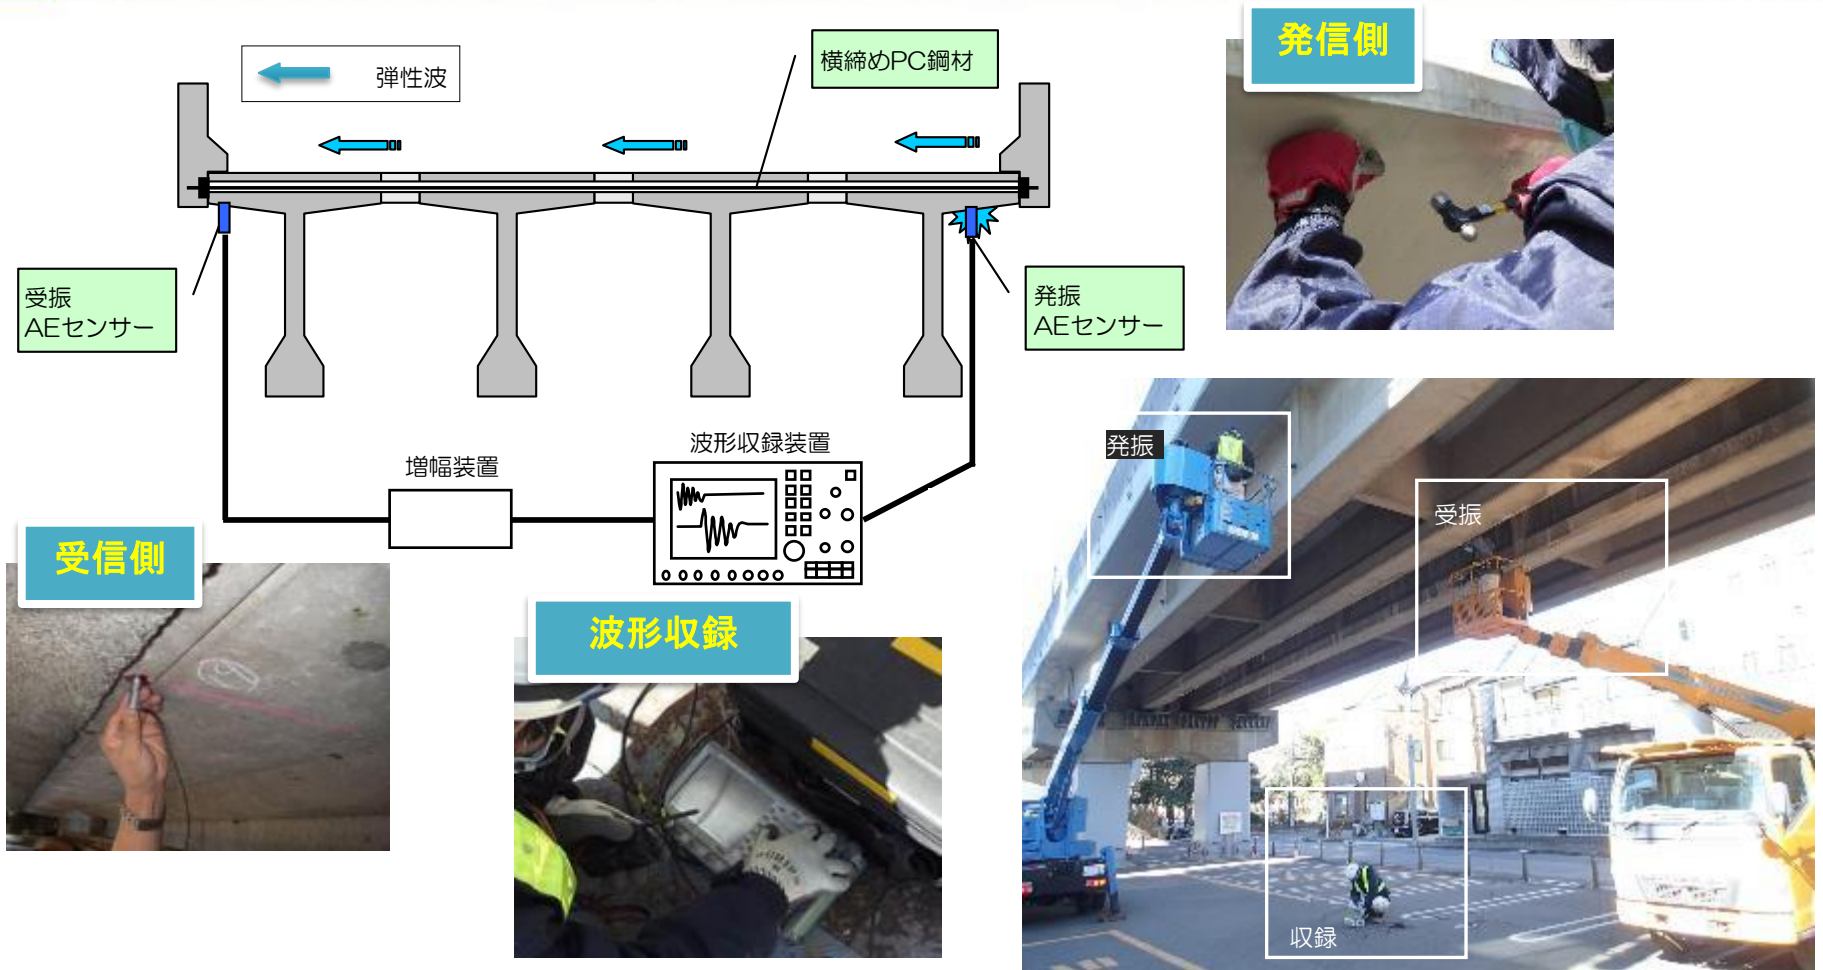 弾性波
横締めPC鋼材
発信側
受振
AEセンサー
発振
AEセンサー
波形収録装置
増幅装置
受信側
波形収録
発振
受振
収録